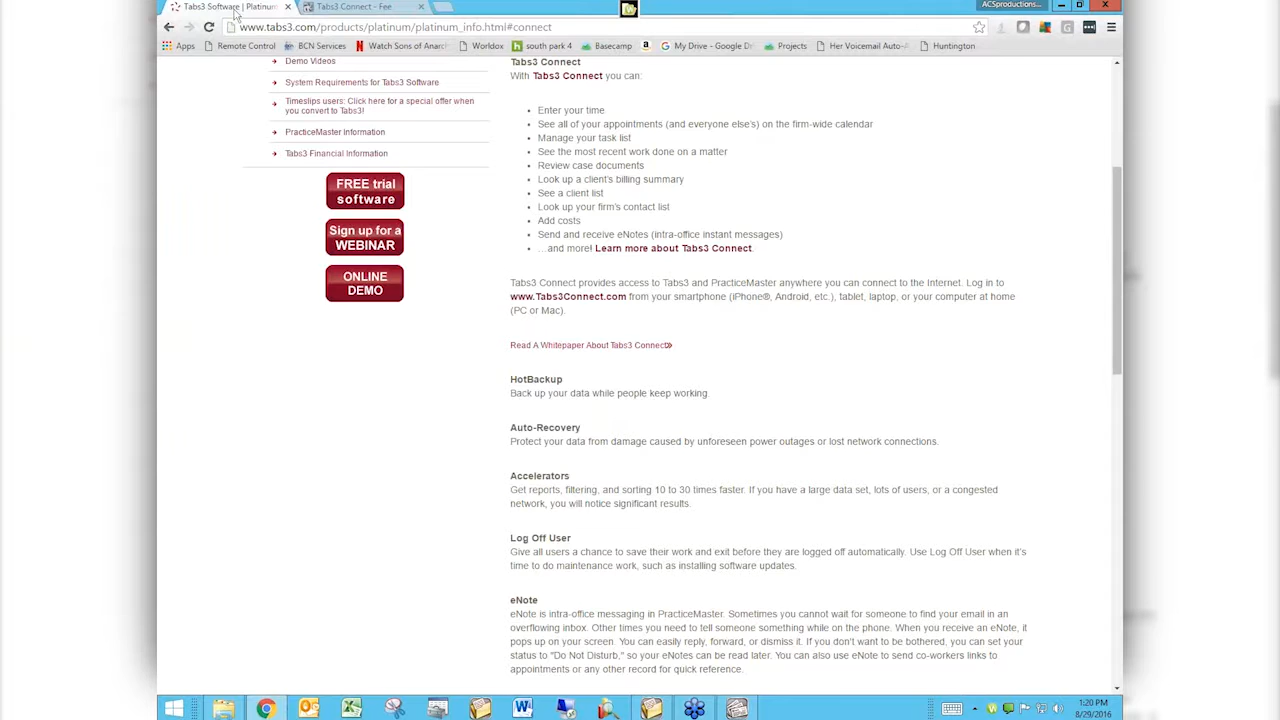 Tabs3 Software | Platinum
Tabs3 Connect - Fee
ACSproductions...
www.tabs3.com/products/platinum/platinum_info.html#connect
Apps
Remote Control
BCN Services
Watch Sons of Anarc
Worldox
south park 4
Basecamp
My Drive - Google Dr
Projects
Her Voicemail Auto-A
Huntington
Demo Videos
System Requirements for Tabs3 Software
Timeslips users: Click here for a special offer when
you convert to Tabs3!
PracticeMaster Information
Tabs3 Financial Information
FREE trial
software
Sign up for a
WEBINAR
ONLINE
DEMO
Tabs3 Connect
With Tabs3 Connect you can:
Enter your time
See all of your appointments (and everyone else's) on the firm-wide calendar
Manage your task list
See the most recent work done on a matter
Review case documents
Look up a client's billing summary
See a client list
Look up your firm's contact list
Add costs
Send and receive eNotes (intra-office instant messages)
...and more! Learn more about Tabs3 Connect.
Tabs3 Connect provides access to Tabs3 and PracticeMaster anywhere you can connect to the Internet. Log in to
www.Tabs3Connect.com from your smartphone (iPhone®, Android, etc.), tablet, laptop, or your computer at home
(PC or Mac).
Read A Whitepaper About Tabs3 Connect
HotBackup
Back up your data while people keep working.
Auto-Recovery
Protect your data from damage caused by unforeseen power outages or lost network connections.
Accelerators
Get reports, filtering, and sorting 10 to 30 times faster. If you have a large data set, lots of users, or a congested
network, you will notice significant results.
Log Off User
Give all users a chance to save their work and exit before they are logged off automatically. Use Log Off User when it's
time to do maintenance work, such as installing software updates.
eNote
eNote is intra-office messaging in PracticeMaster. Sometimes you cannot wait for someone to find your email in an
overflowing inbox. Other times you need to tell someone something while on the phone. When you receive an eNote, it
pops up on your screen. You can easily reply, forward, or dismiss it. If you don't want to be bothered, you can set your
status to "Do Not Disturb," so your eNotes can be read later. You can also use eNote to send co-workers links to
appointments or any other record for quick reference.
1:20 PM
8/29/2016